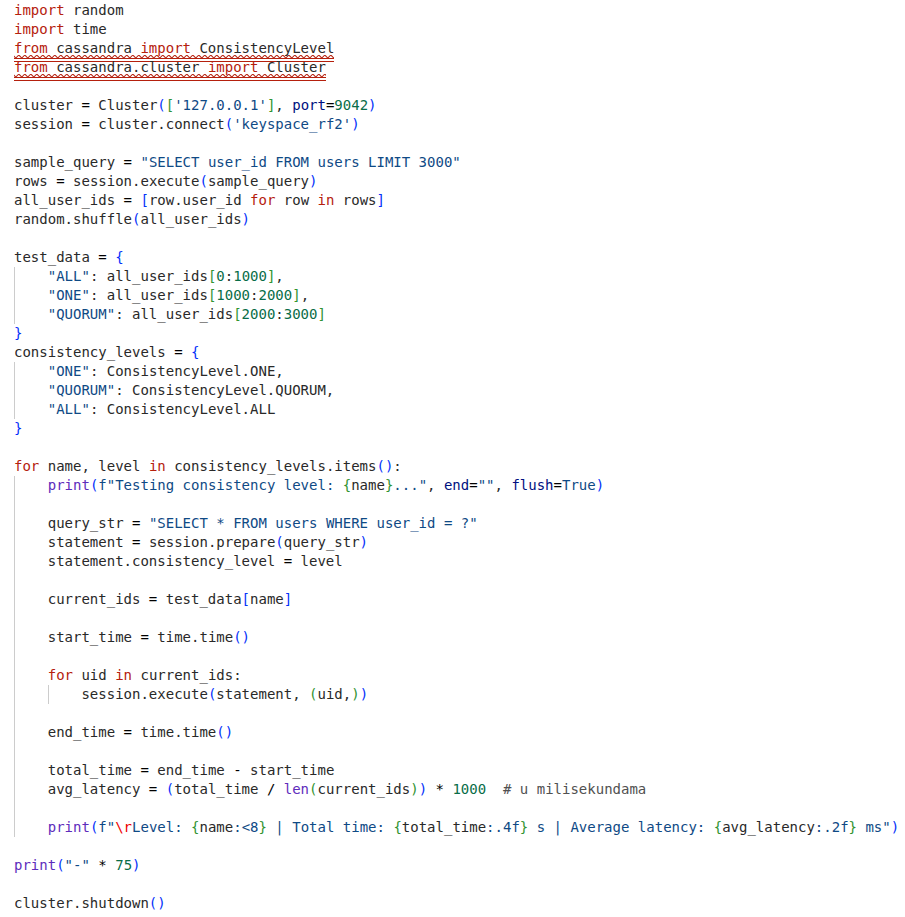 import random
import time
from cassandra import ConsistencyLevel
from cassandra.cluster import Cluster

cluster = Cluster(['127.0.0.1'], port=9042)
session = cluster.connect('keyspace_rf2')

sample_query = "SELECT user_id FROM users LIMIT 3000"
rows = session.execute(sample_query)
all_user_ids = [row.user_id for row in rows]
random.shuffle(all_user_ids)

test_data = {
    "ALL": all_user_ids[0:1000],
    "ONE": all_user_ids[1000:2000],
    "QUORUM": all_user_ids[2000:3000]
}
consistency_levels = {
    "ONE": ConsistencyLevel.ONE,
    "QUORUM": ConsistencyLevel.QUORUM,
    "ALL": ConsistencyLevel.ALL
}

for name, level in consistency_levels.items():
    print(f"Testing consistency level: {name}...", end="", flush=True)

    query_str = "SELECT * FROM users WHERE user_id = ?"
    statement = session.prepare(query_str)
    statement.consistency_level = level

    current_ids = test_data[name]

    start_time = time.time()

    for uid in current_ids:
        session.execute(statement, (uid,))

    end_time = time.time()

    total_time = end_time - start_time
    avg_latency = (total_time / len(current_ids)) * 1000  # u milisekundama

    print(f"\rLevel: {name:<8} | Total time: {total_time:.4f} s | Average latency: {avg_latency:.2f} ms")

print("-" * 75)

cluster.shutdown()